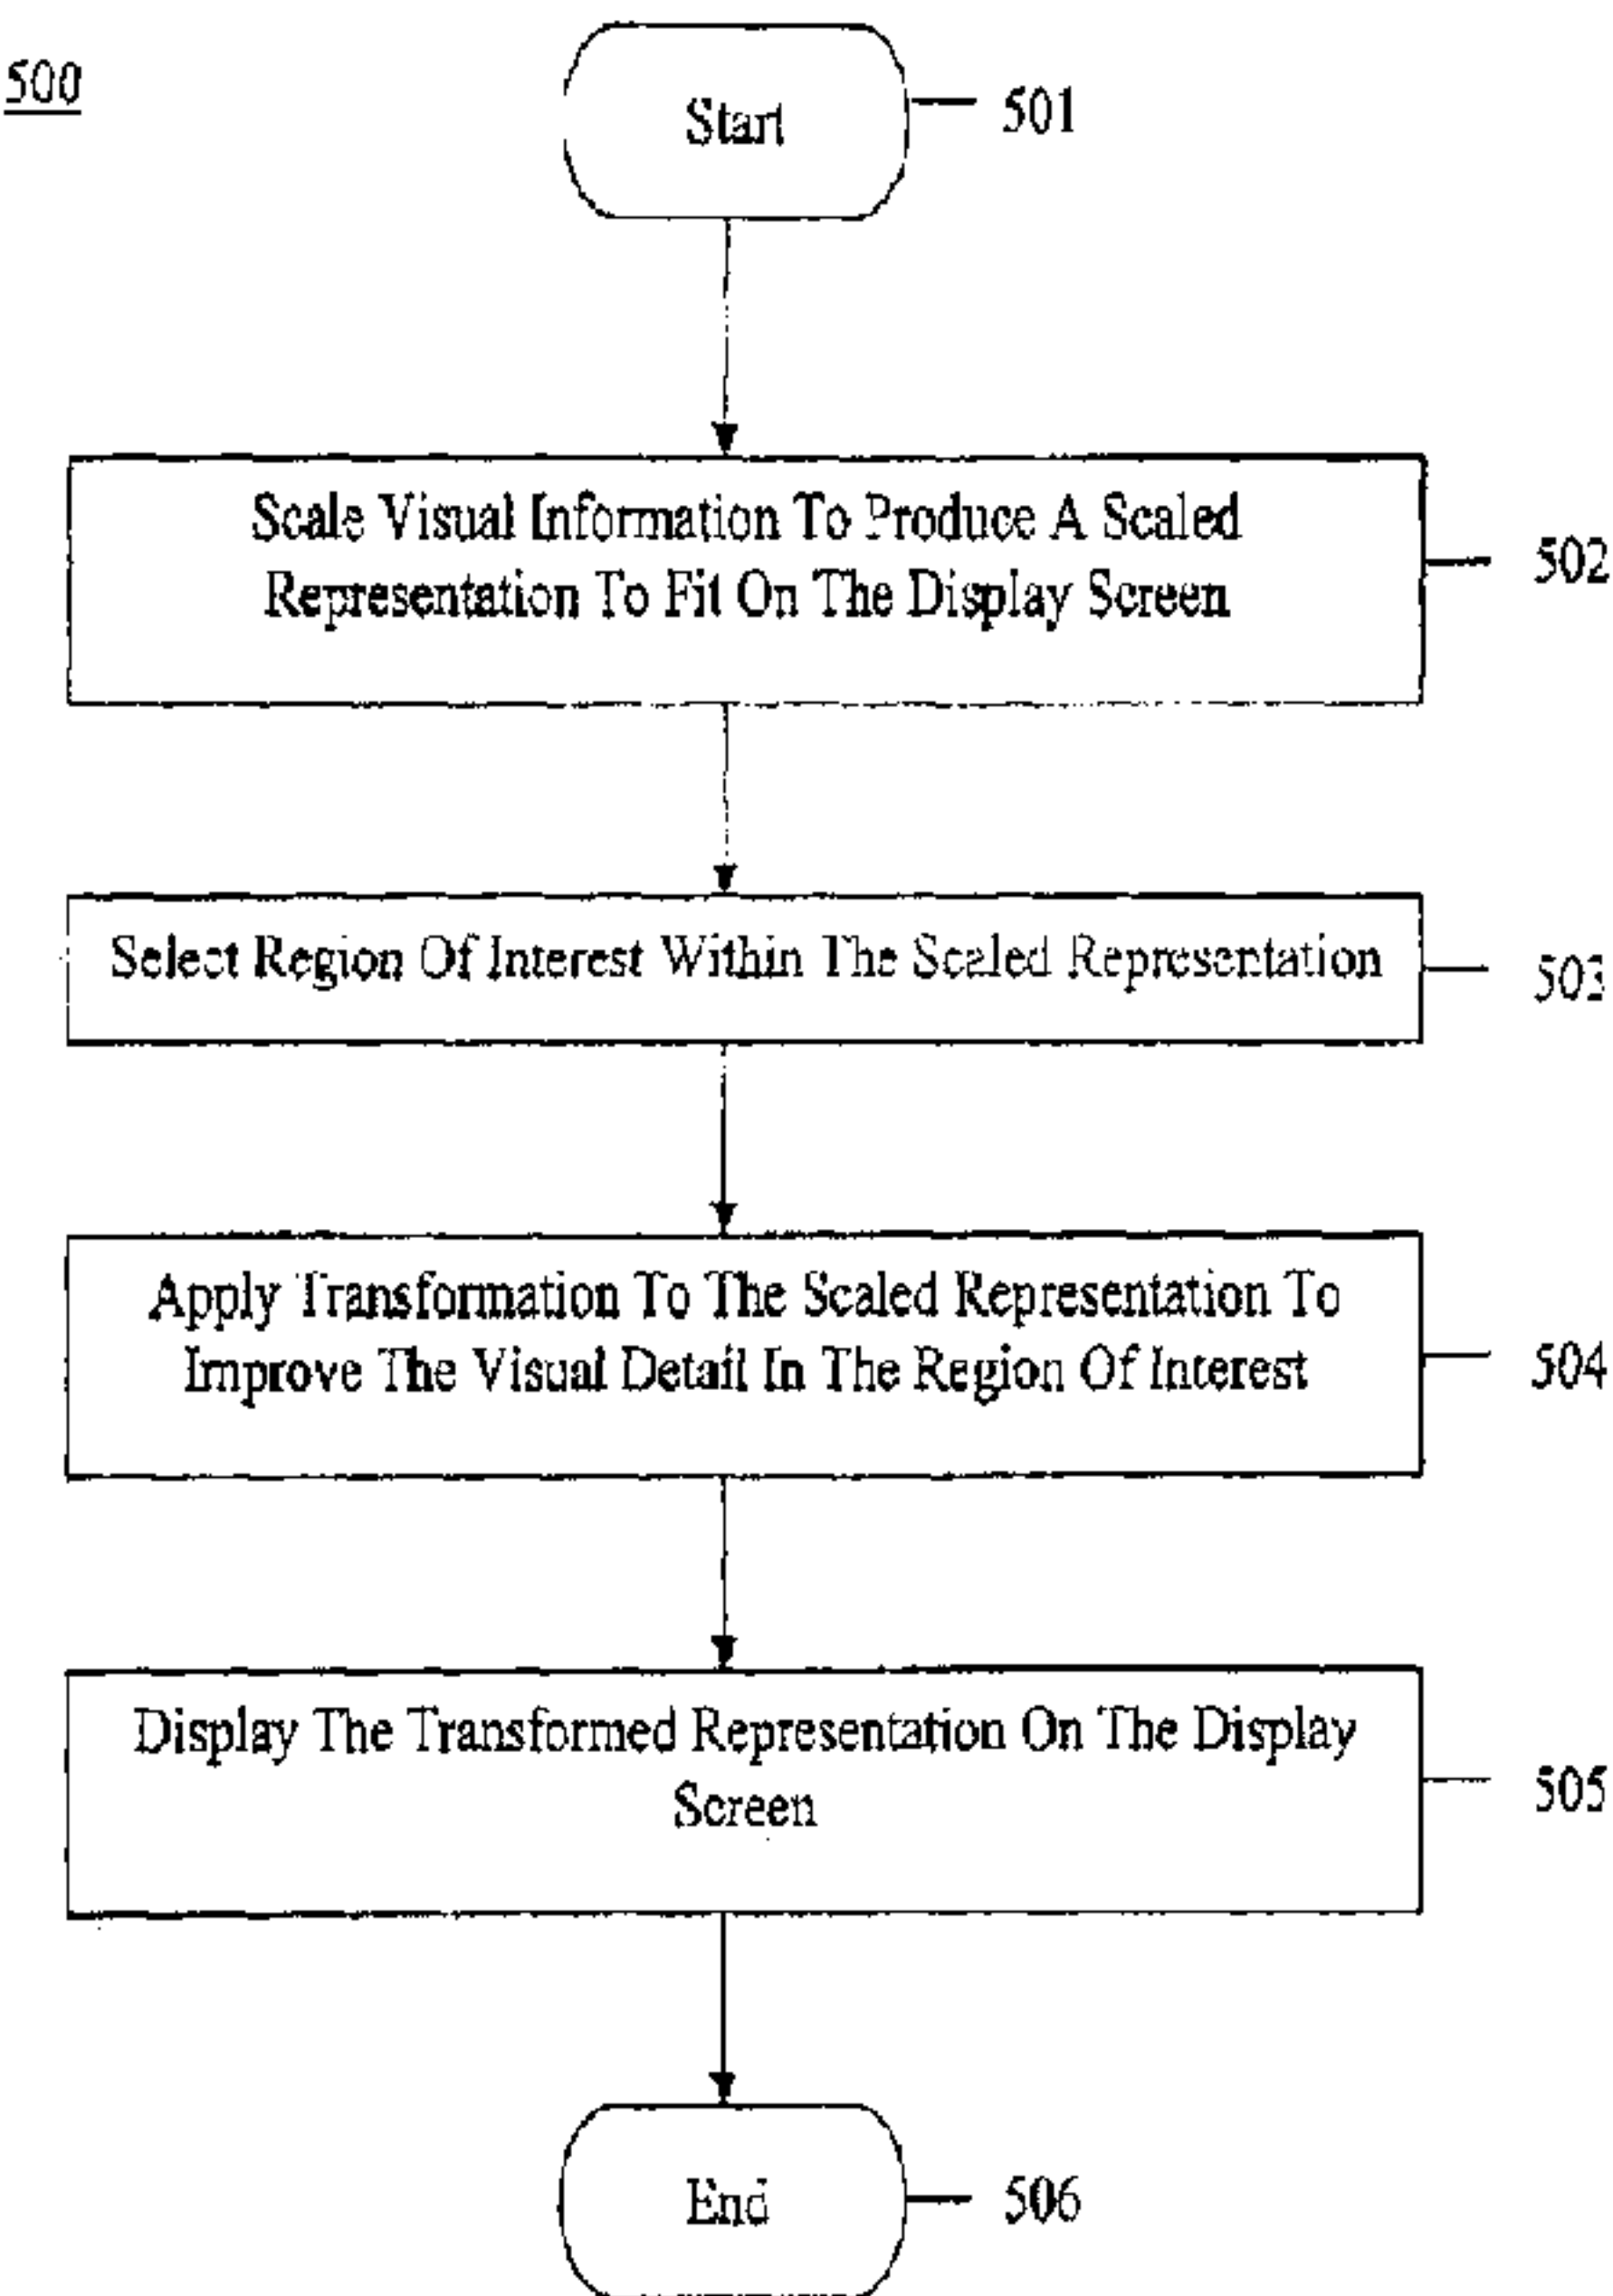 500
Start
501
Scale Visual Information To Produce A Scaled
Representation To Fit On The Display Screen
502
Select Region Of Interest Within The Scaled Representation
503
Apply Transformation To The Scaled Representation To
Improve The Visual Detail In The Region Of Interest
504
Display The Transformed Representation On The Display
Screen
505
End
506